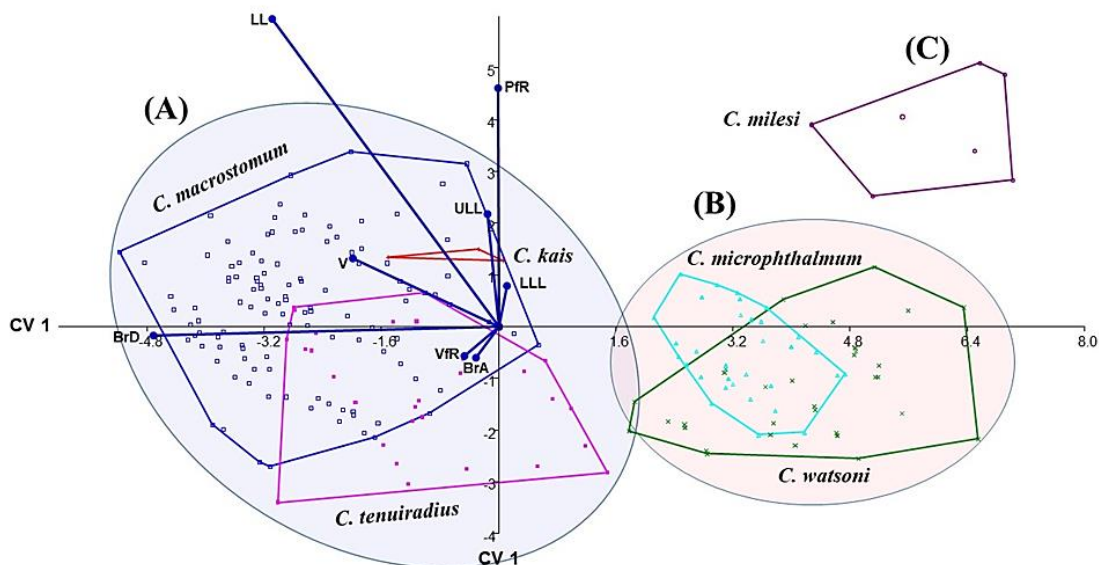 LL
5
(C)
PfR
C. milesi
(A)
4
3
C. macrostomum
ULL
2
(B)
C. kais
C. microphthalmum
V
1
LLL
CV 1
BrD
-4.8
-3.2
-1.6
1.6
3.2
4.8
6.4
8.0
VfR
BrA
-1
-2
C. watsoni
-3
C. tenuiradius
-4
CV 1